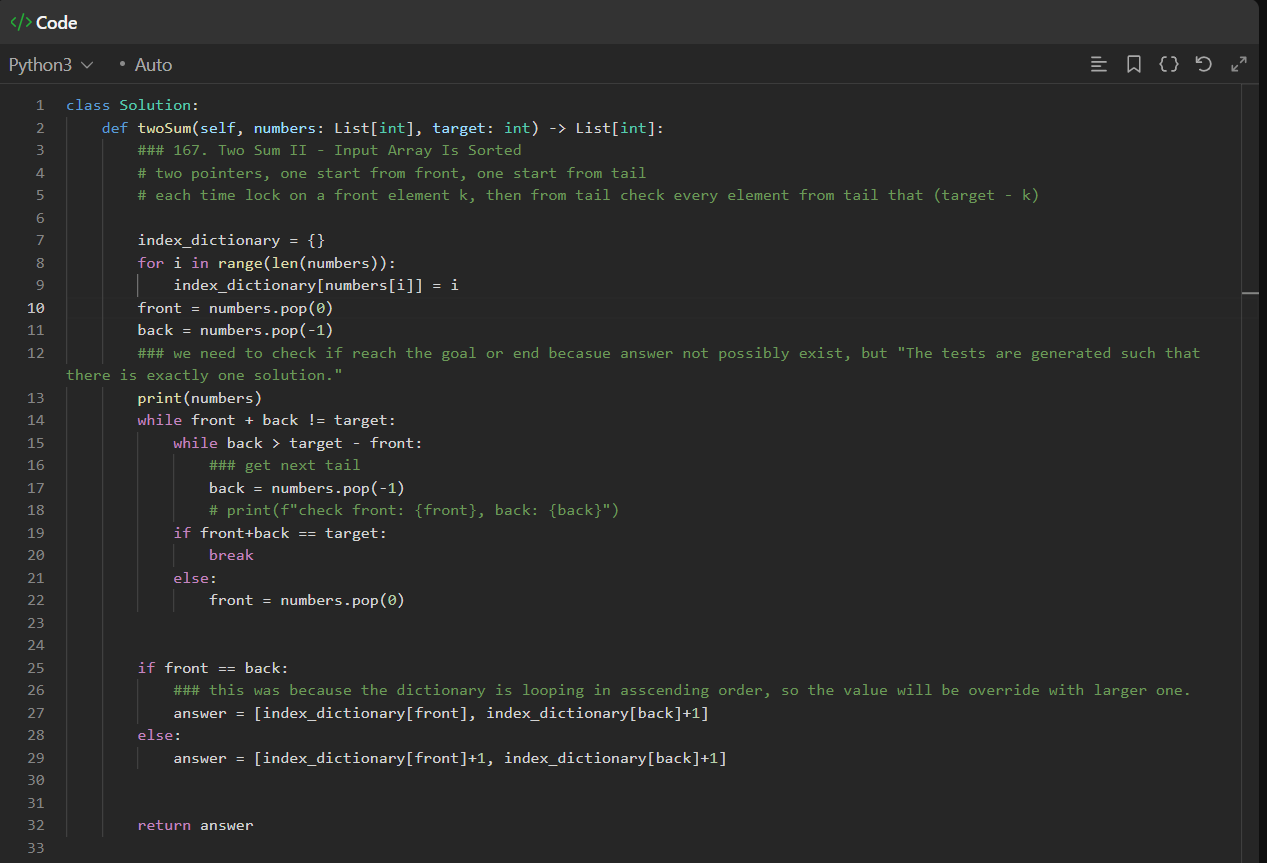 </> Code
Python3 • Auto
1 class Solution:
2 def twoSum(self, numbers: List[int], target: int) -> List[int]:
3 ### 167. Two Sum II - Input Array Is Sorted
4 # two pointers, one start from front, one start from tail
5 # each time lock on a front element k, then from tail check every element from tail that (target - k)
6
7 index_dictionary = {}
8 for i in range(len(numbers)):
9 index_dictionary[numbers[i]] = i
10 front = numbers.pop(0)
11 back = numbers.pop(-1)
12 ### we need to check if reach the goal or end becasue answer not possibly exist, but "The tests are generated such that
there is exactly one solution."
13 print(numbers)
14 while front + back != target:
15 while back > target - front:
16 ### get next tail
17 back = numbers.pop(-1)
18 # print(f"check front: {front}, back: {back}")
19 if front+back == target:
20 break
21 else:
22 front = numbers.pop(0)
23
24
25 if front == back:
26 ### this was because the dictionary is looping in asscending order, so the value will be override with larger one.
27 answer = [index_dictionary[front], index_dictionary[back]+1]
28 else:
29 answer = [index_dictionary[front]+1, index_dictionary[back]+1]
30
31
32 return answer
33